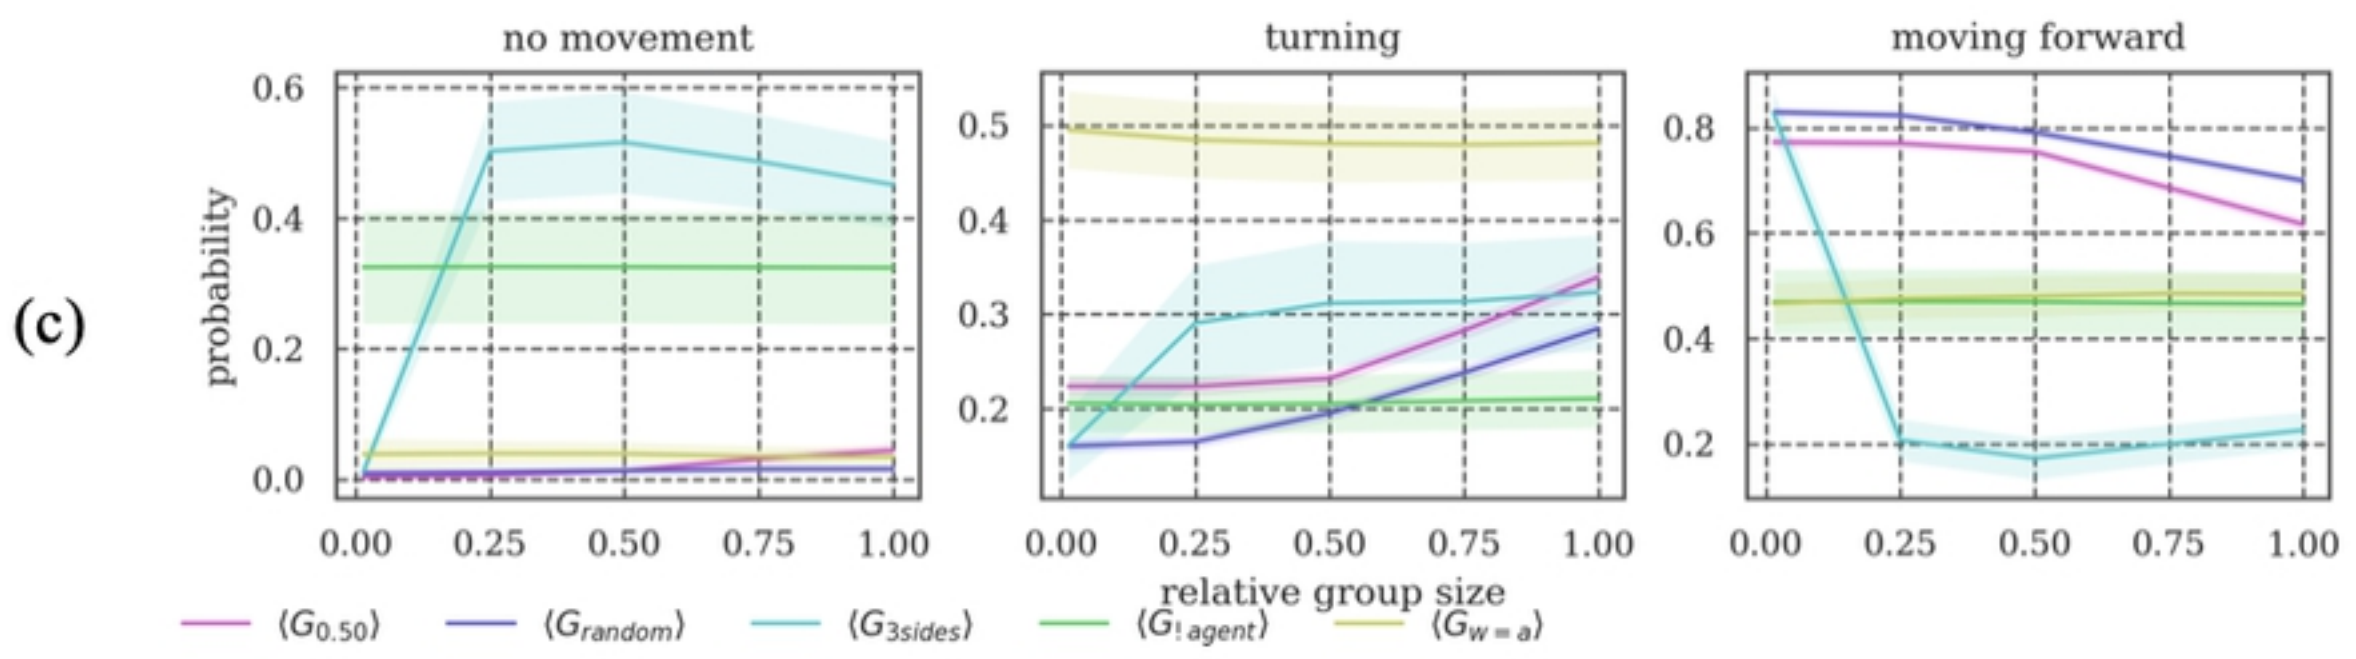 (c)
no movement
turning
moving forward
probability
0.6
0.4
0.2
0.0
0.5
0.4
0.3
0.2
0.8
0.6
0.4
0.2
0.00 0.25 0.50 0.75 1.00
0.00 0.25 0.50 0.75 1.00
0.00 0.25 0.50 0.75 1.00
relative group size
⟨G0.50⟩ ⟨Grandom⟩ ⟨G3sides⟩ ⟨G! agent⟩ ⟨Gw = a⟩